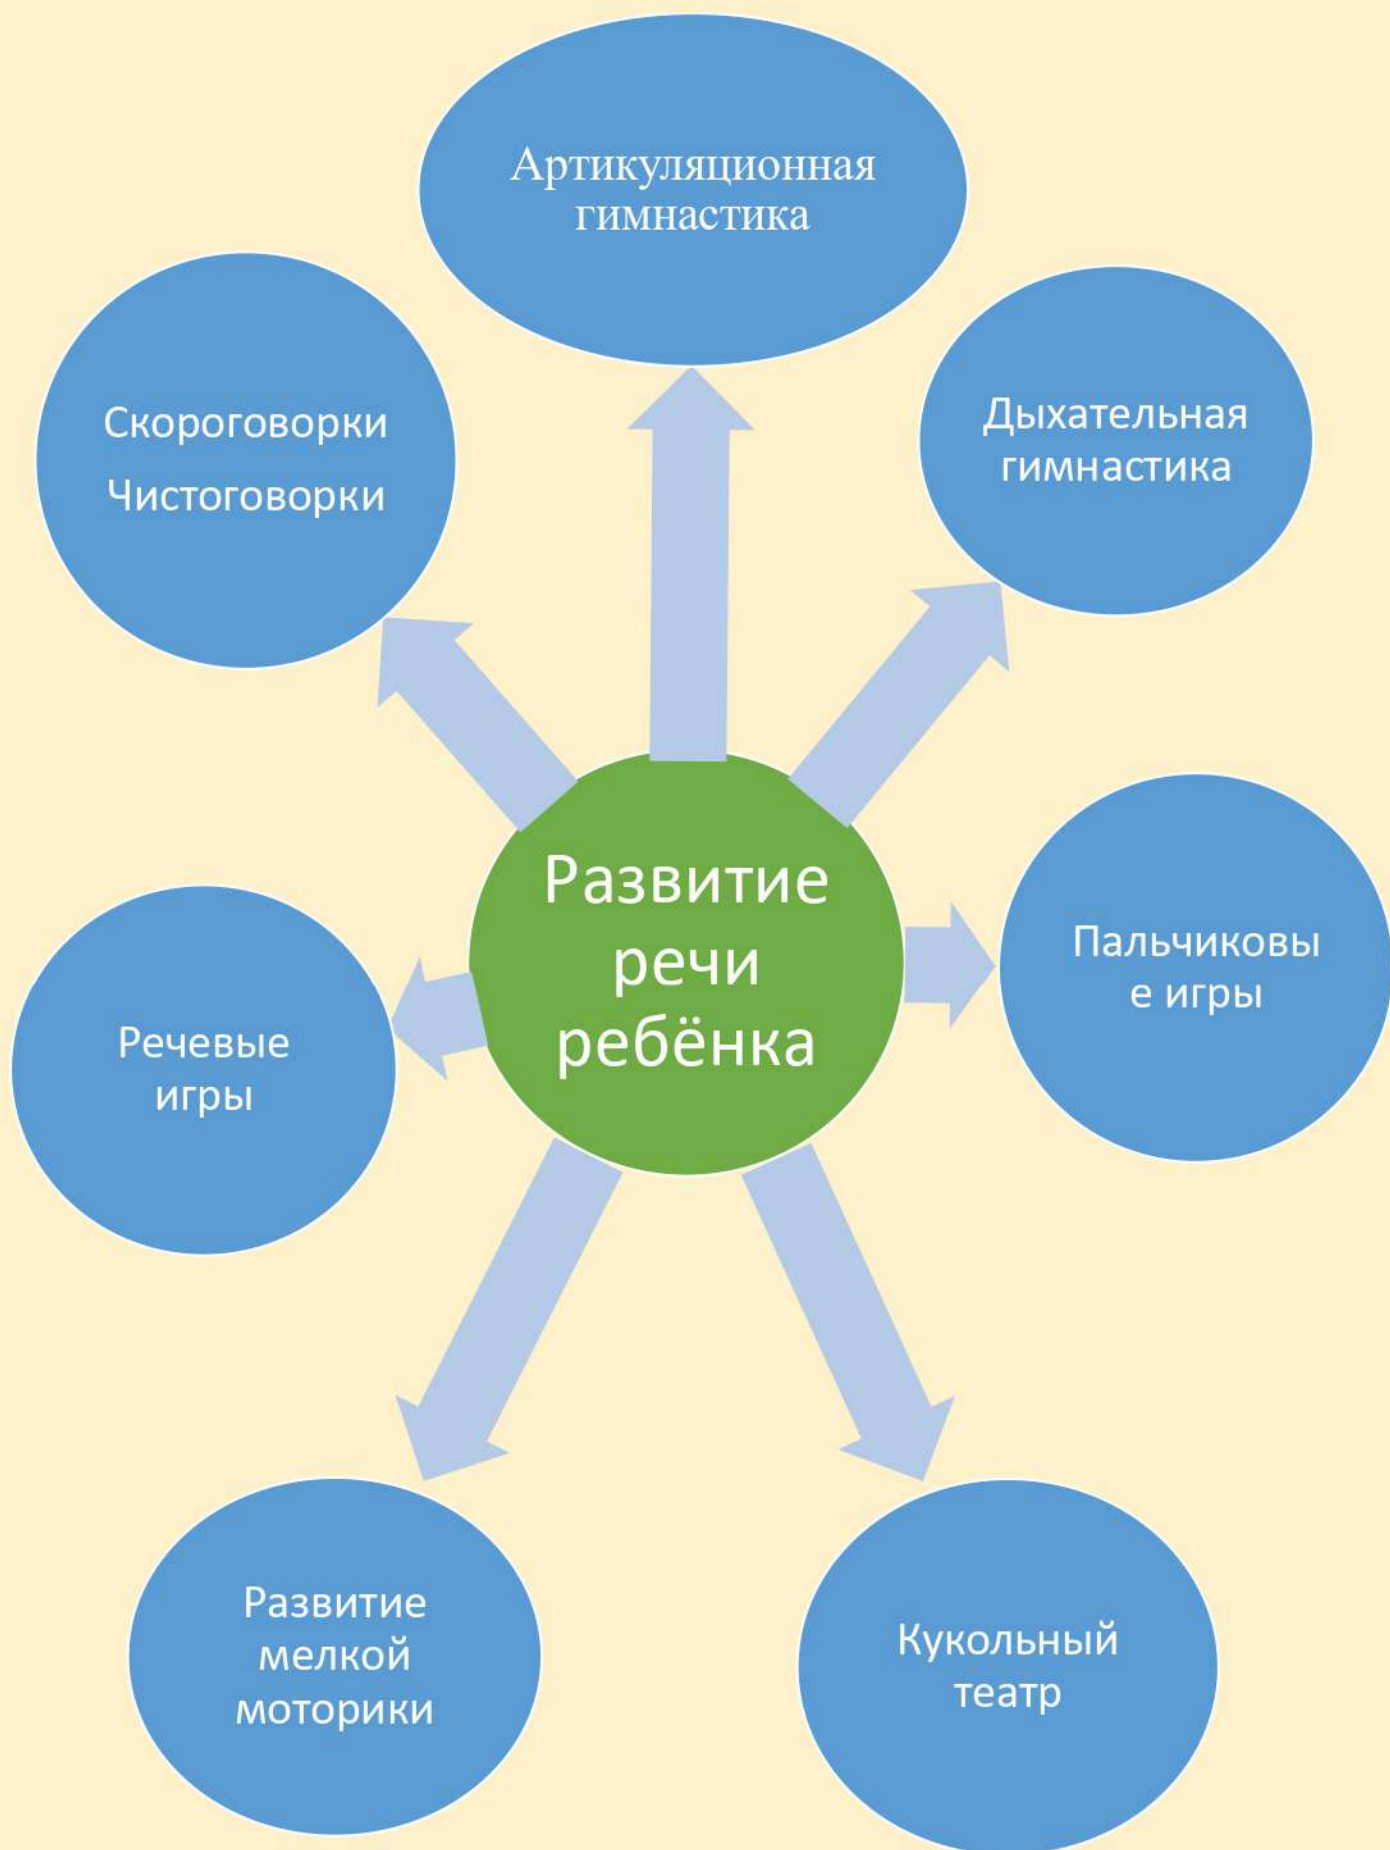 Артикуляционная
гимнастика
Скороговорки
Чистоговорки
Дыхательная
гимнастика
Развитие
речи
ребёнка
Пальчиковы
е игры
Речевые
игры
Развитие
мелкой
моторики
Кукольный
театр